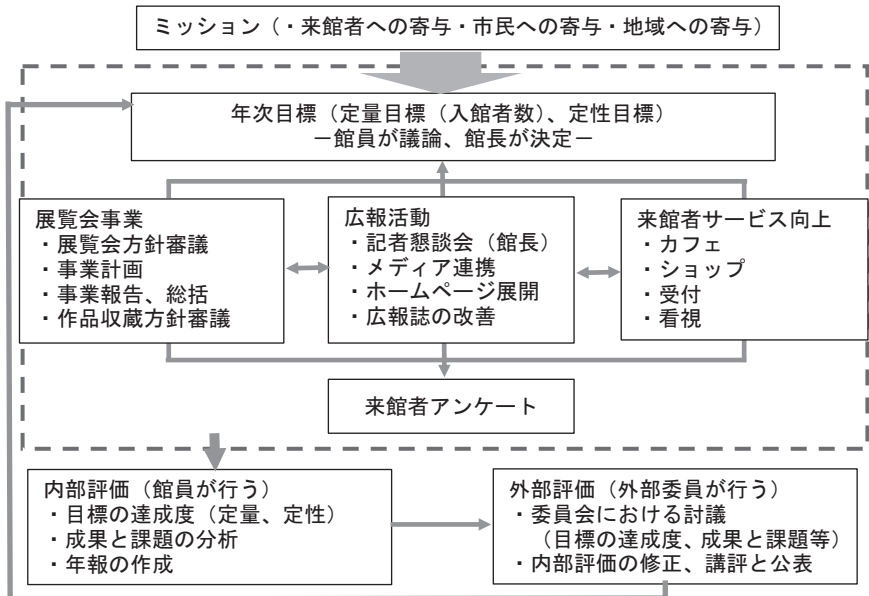 ミッション（・来館者への寄与・市民への寄与・地域への寄与）
年次目標（定量目標（入館者数）、定性目標）
－館員が議論、館長が決定－
展覧会事業
・展覧会方針審議
・事業計画
・事業報告、総括
・作品収蔵方針審議
広報活動
・記者懇談会（館長）
・メディア連携
・ホームページ展開
・広報誌の改善
来館者サービス向上
・カフェ
・ショップ
・受付
・看視
来館者アンケート
内部評価（館員が行う）
・目標の達成度（定量、定性）
・成果と課題の分析
・年報の作成
外部評価（外部委員が行う）
・委員会における討議
（目標の達成度、成果と課題等）
・内部評価の修正、講評と公表